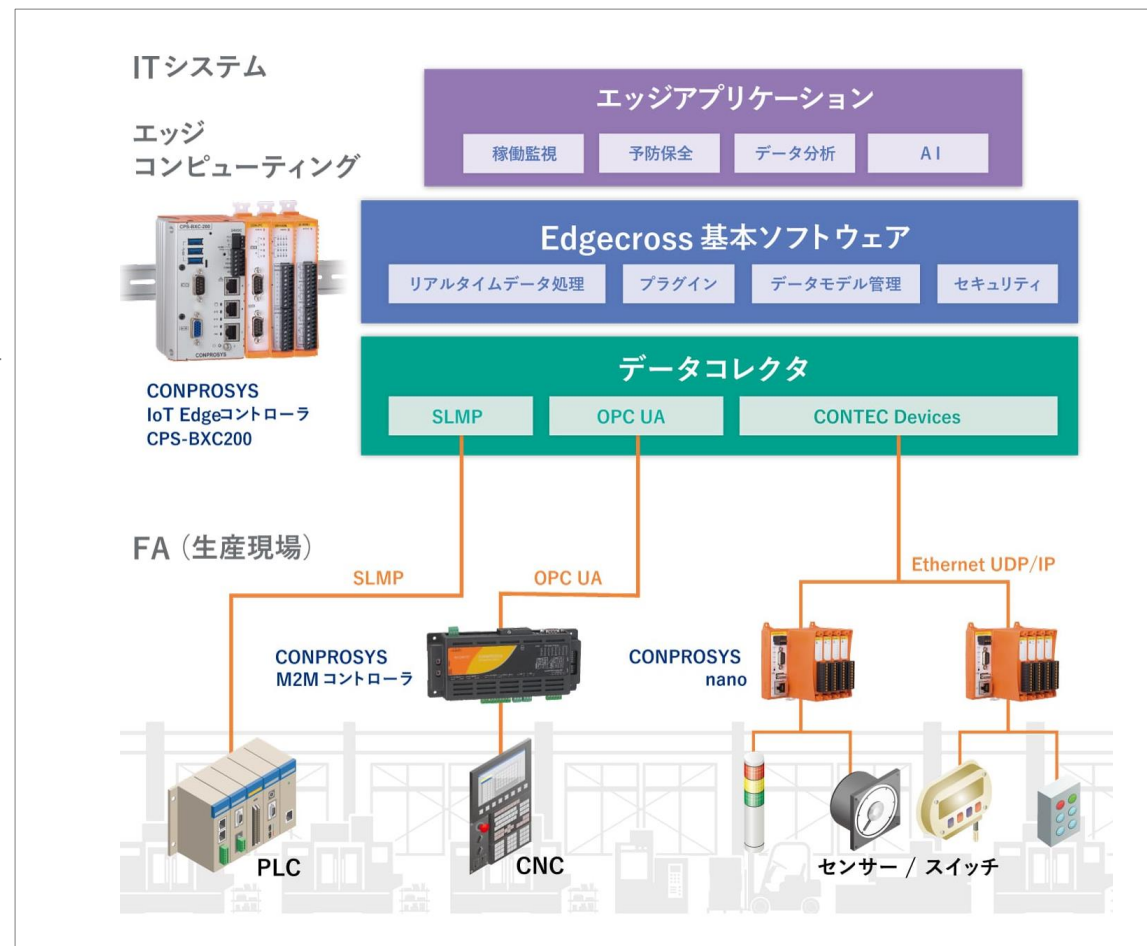 ITシステム
エッジアプリケーション
稼働監視
予防保全
データ分析
AI
エッジ
コンピューティング
CPS-BXC200
CONPROSYS
Edgecross 基本ソフトウェア
リアルタイムデータ処理
プラグイン
データモデル管理
セキュリティ
データコレクタ
SLMP
OPC UA
CONTEC Devices
CONPROSYS
IoT Edgeコントローラ
CPS-BXC200
FA（生産現場）
SLMP
OPC UA
Ethernet UDP/IP
CONPROSYS
M2M コントローラ
CONPROSYS
nano
PLC
CNC
センサー / スイッチ